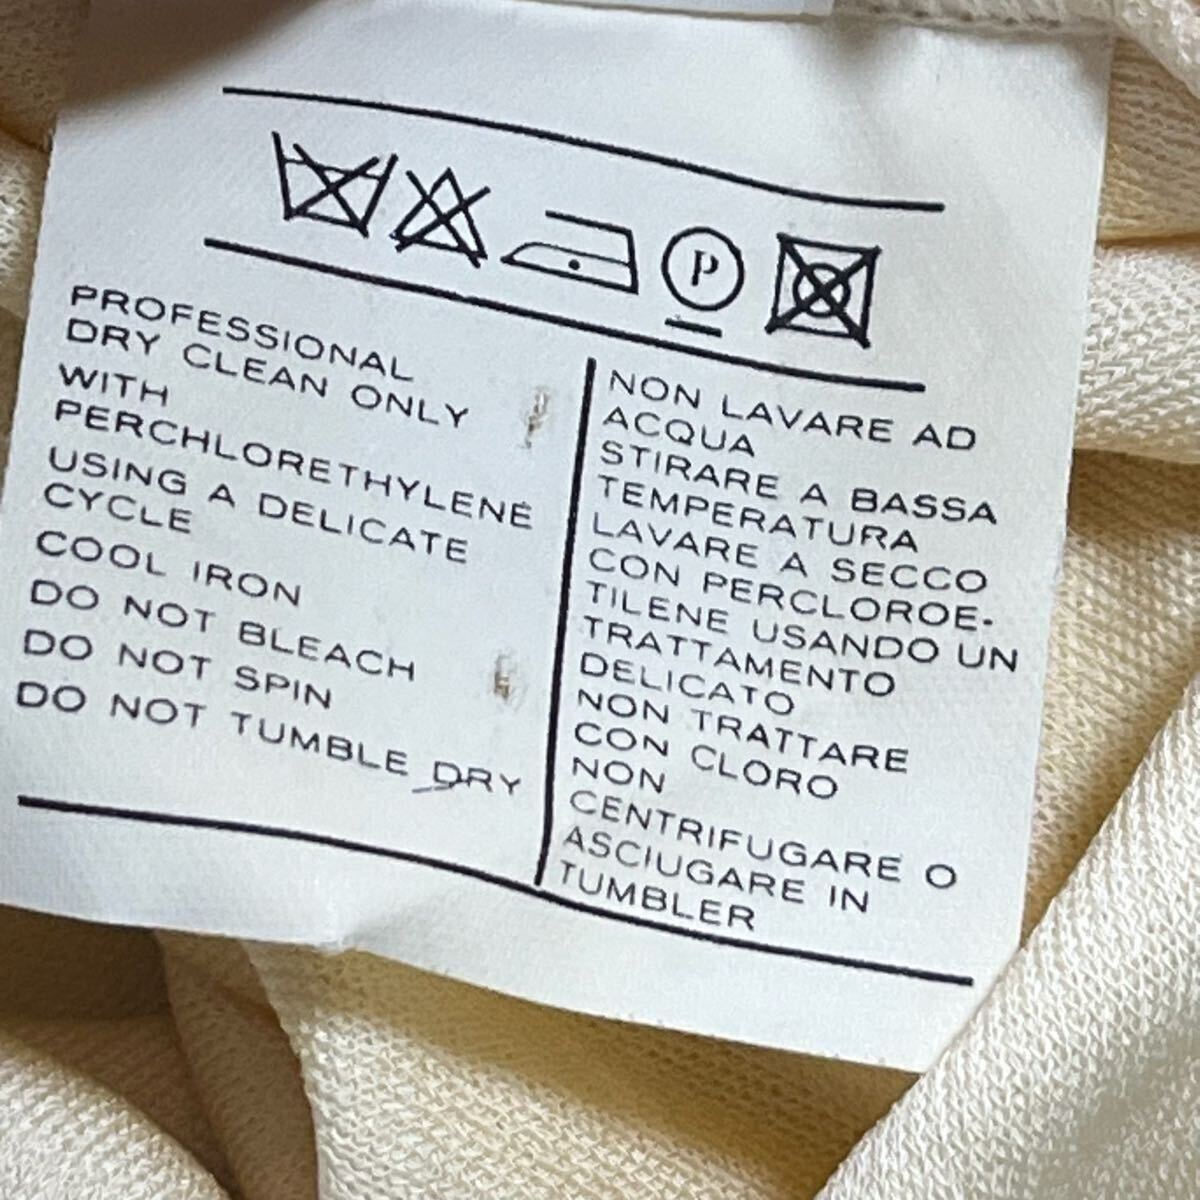 P
PROFESSIONAL
DRY CLEAN ONLY
WITH
PERCHLORETHYLENE
USING A DELICATE
CYCLE
COOL IRON
DO NOT BLEACH
DO NOT SPIN
DO NOT TUMBLE DRY
NON LAVARE AD
ACQUA
STIRARE A BASSA
TEMPERATURA
LAVARE A SECCO
CON PERCLOROE-
TILENE USANDO UN
TRATTAMENTO
DELICATO
NON TRATTARE
CON CLORO
NON
CENTRIFUGARE O
ASCIUGARE IN
TUMBLER